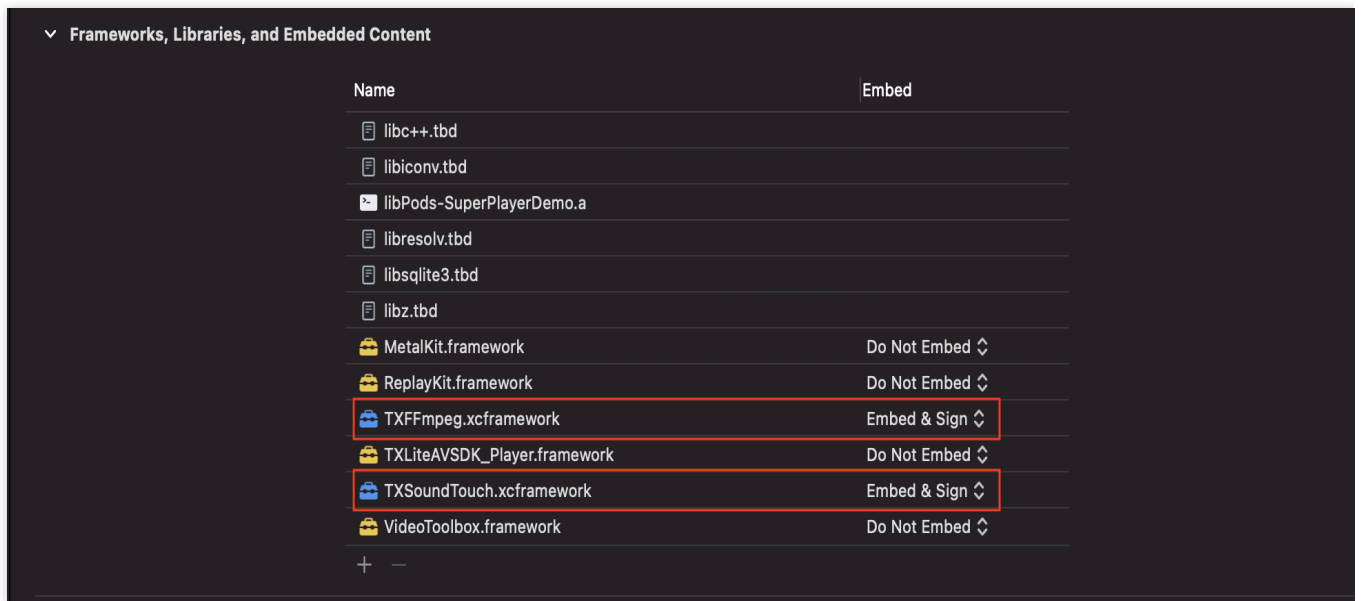 Frameworks, Libraries, and Embedded Content
Name Embed
libc++.tbd
libiconv.tbd
libPods-SuperPlayerDemo.a
libresolv.tbd
libsqlite3.tbd
libz.tbd
MetalKit.framework Do Not Embed
ReplayKit.framework Do Not Embed
TXFFmpeg.xcframework Embed & Sign
TXLiteAVSDK_Player.framework Do Not Embed
TXSoundTouch.xcframework Embed & Sign
VideoToolbox.framework Do Not Embed